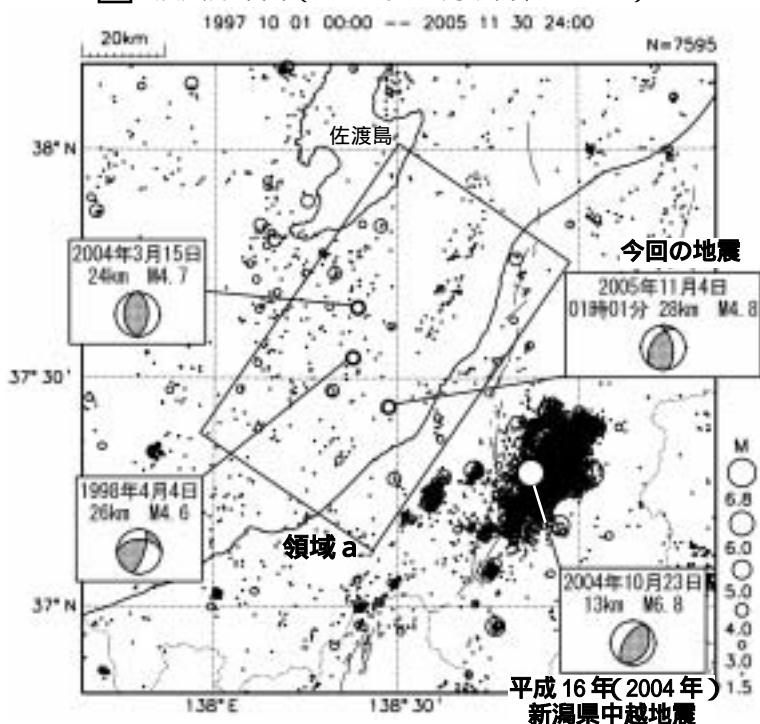 1997 10 01 00:00 -- 2005 11 30 24:00
20km
N=7595
佐渡島
38°N
今回の地震
2004年3月15日
24km M4.7
2005年11月4日
01時01分 28km M4.8
37°30'
1998年4月4日
26km M4.6
領域a
M
6.8
6.0
5.0
4.0
3.0
1.5
2004年10月23日
13km M6.8
37°N
138°E
138°30'
平成16年(2004年)
新潟県中越地震